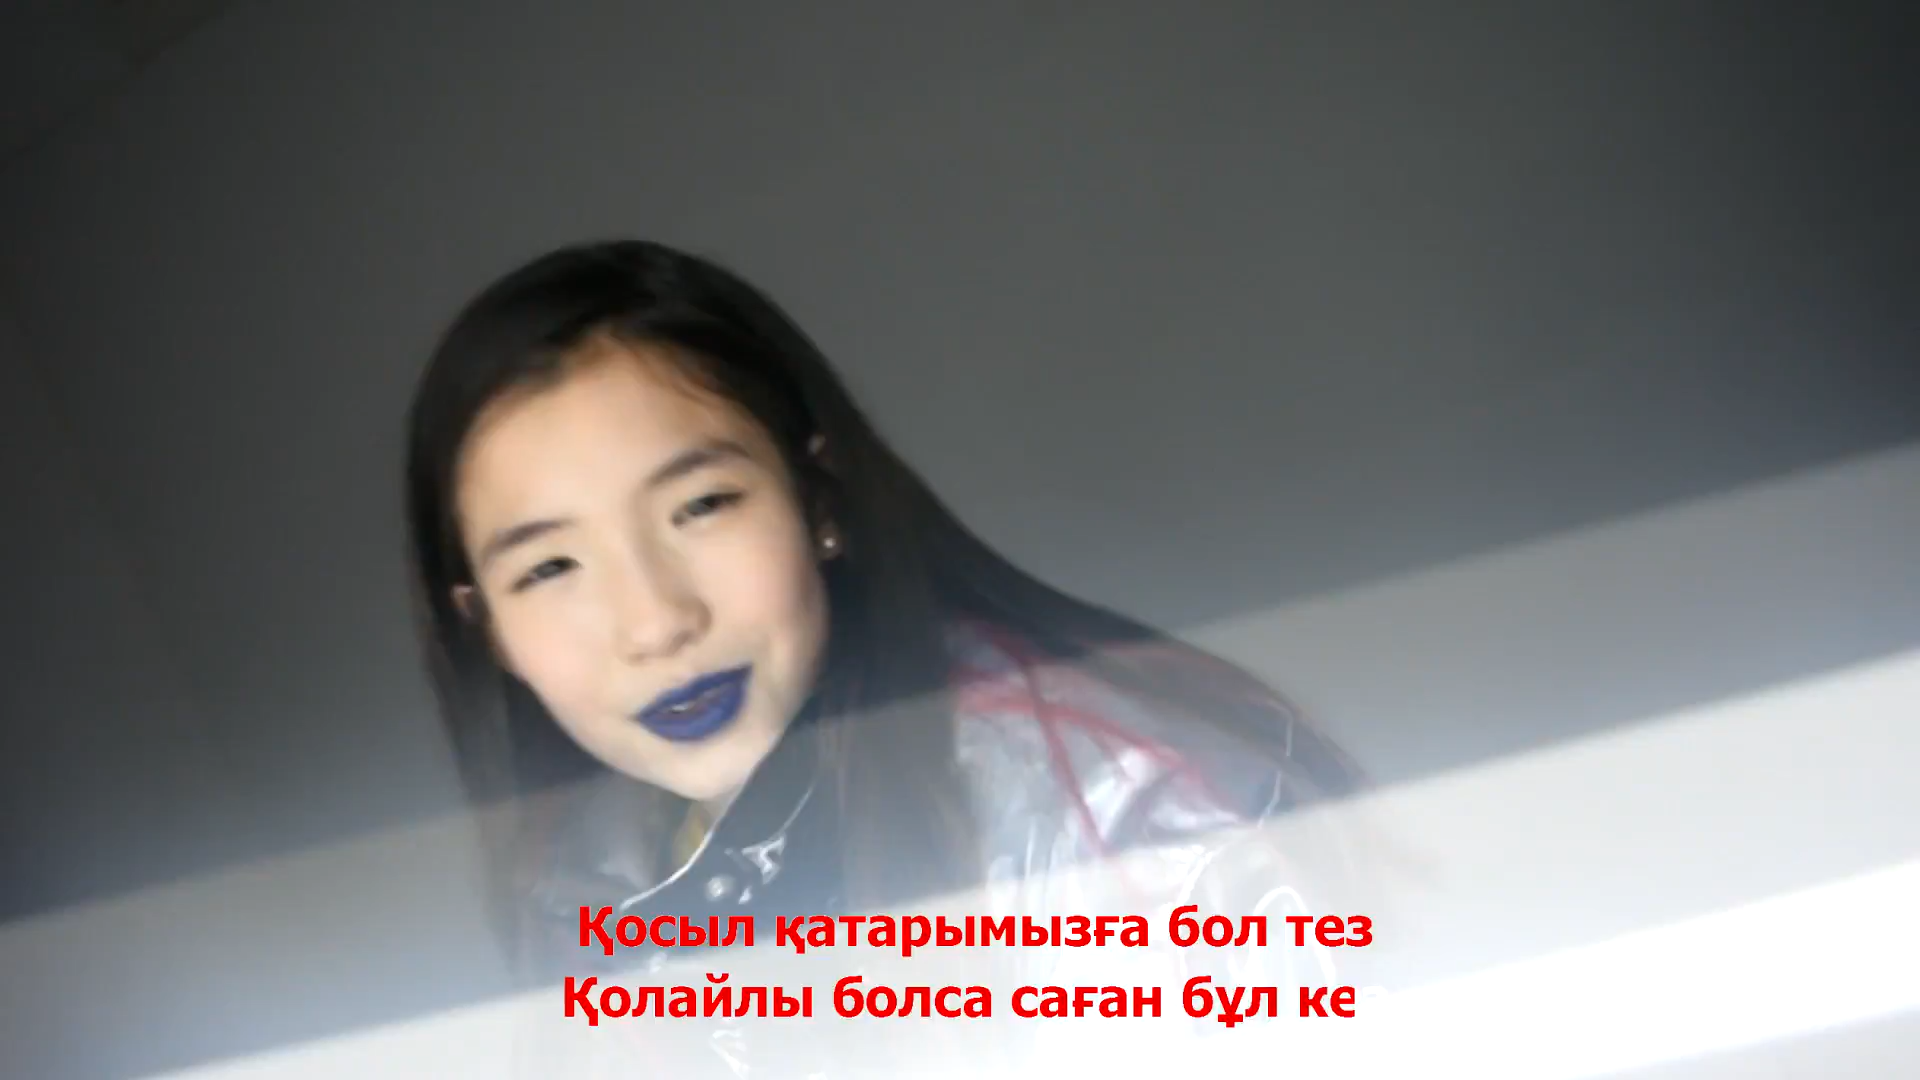 Қосыл қатарымызға бол тез
Қолайлы болса саған бұл